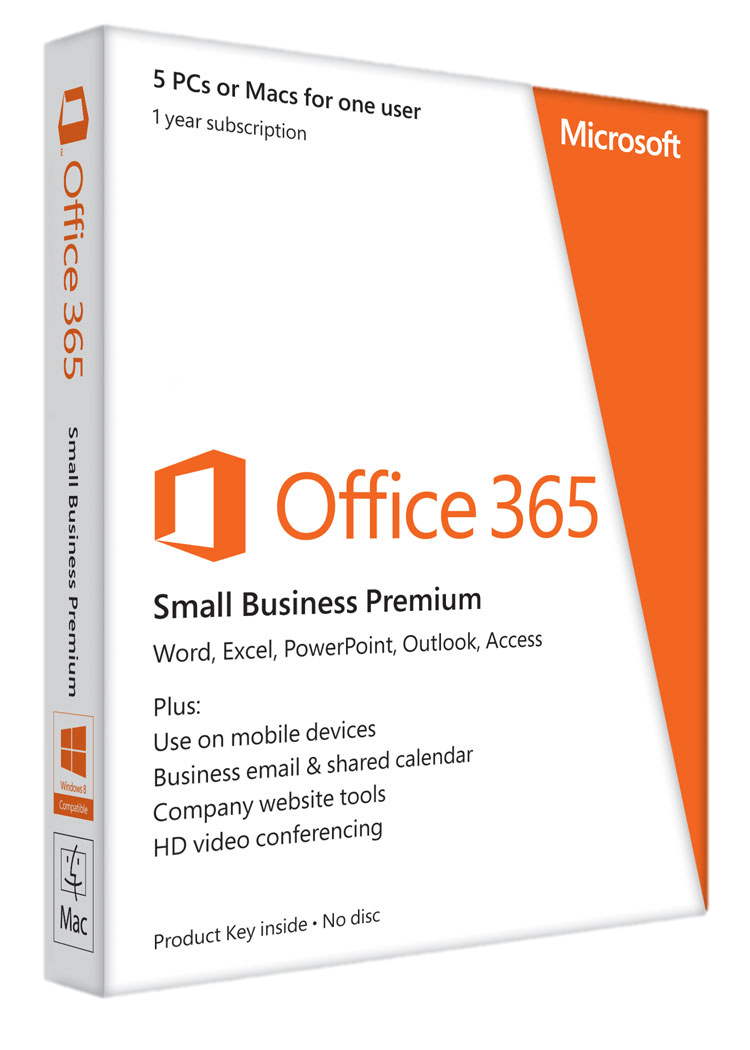 5 PCs or Macs for one user
1 year subscription
Microsoft
Office 365
Small Business Premium
Word, Excel, PowerPoint, Outlook, Access
Plus:
Use on mobile devices
Business email & shared calendar
Company website tools
HD video conferencing
Product Key inside • No disc
Office 365
Small Business Premium
Windows 8
Compatible
Mac